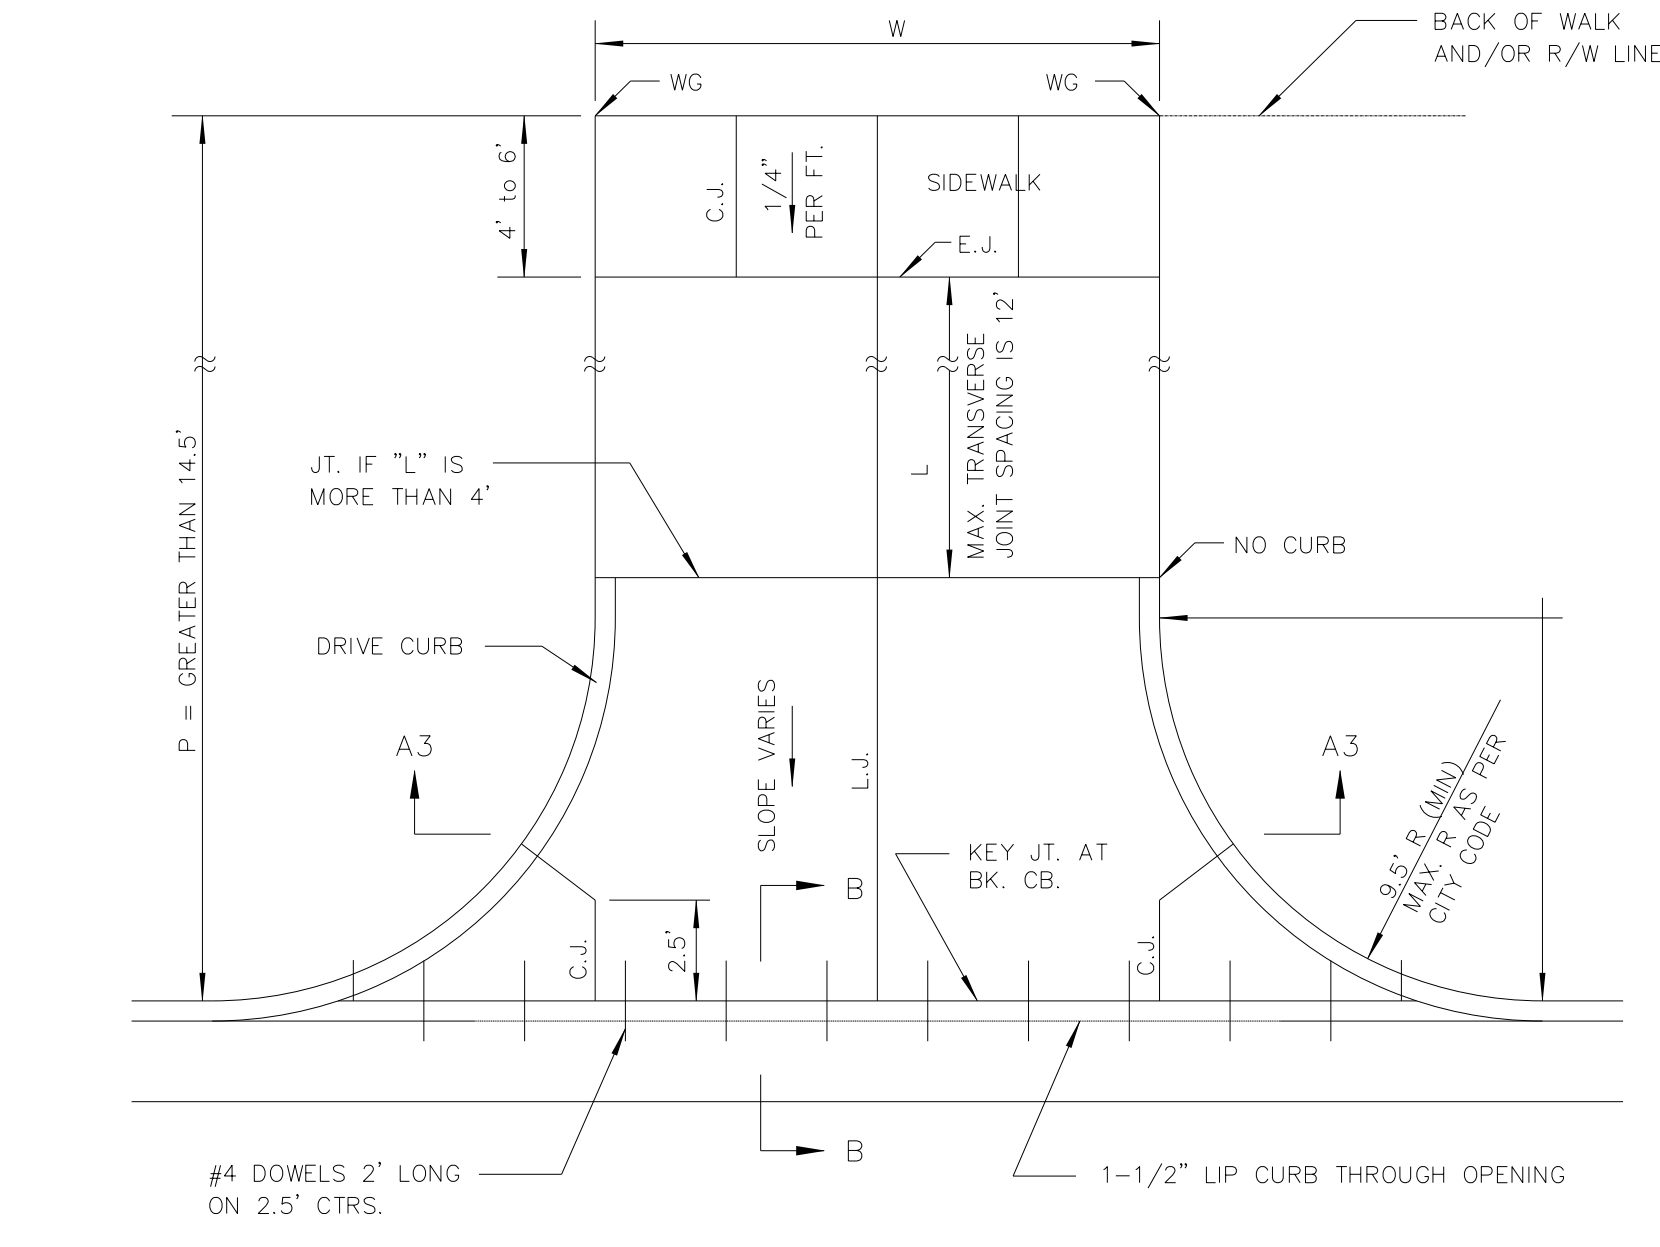 W
BACK OF WALK
AND/OR R/W LINE
WG
WG
4' to 6'
C.J.
1/4"
PER FT.
SIDEWALK
E.J.
MAX. TRANSVERSE
JOINT SPACING IS 12'
L
JT. IF "L" IS
MORE THAN 4'
P = GREATER THAN 14.5'
NO CURB
DRIVE CURB
SLOPE VARIES
L.J.
A3
A3
9.5' R (MIN)
MAX. R AS PER
CITY CODE
KEY JT. AT
BK. CB.
B
2.5'
C.J.
C.J.
B
#4 DOWELS 2' LONG
ON 2.5' CTRS.
1-1/2" LIP CURB THROUGH OPENING